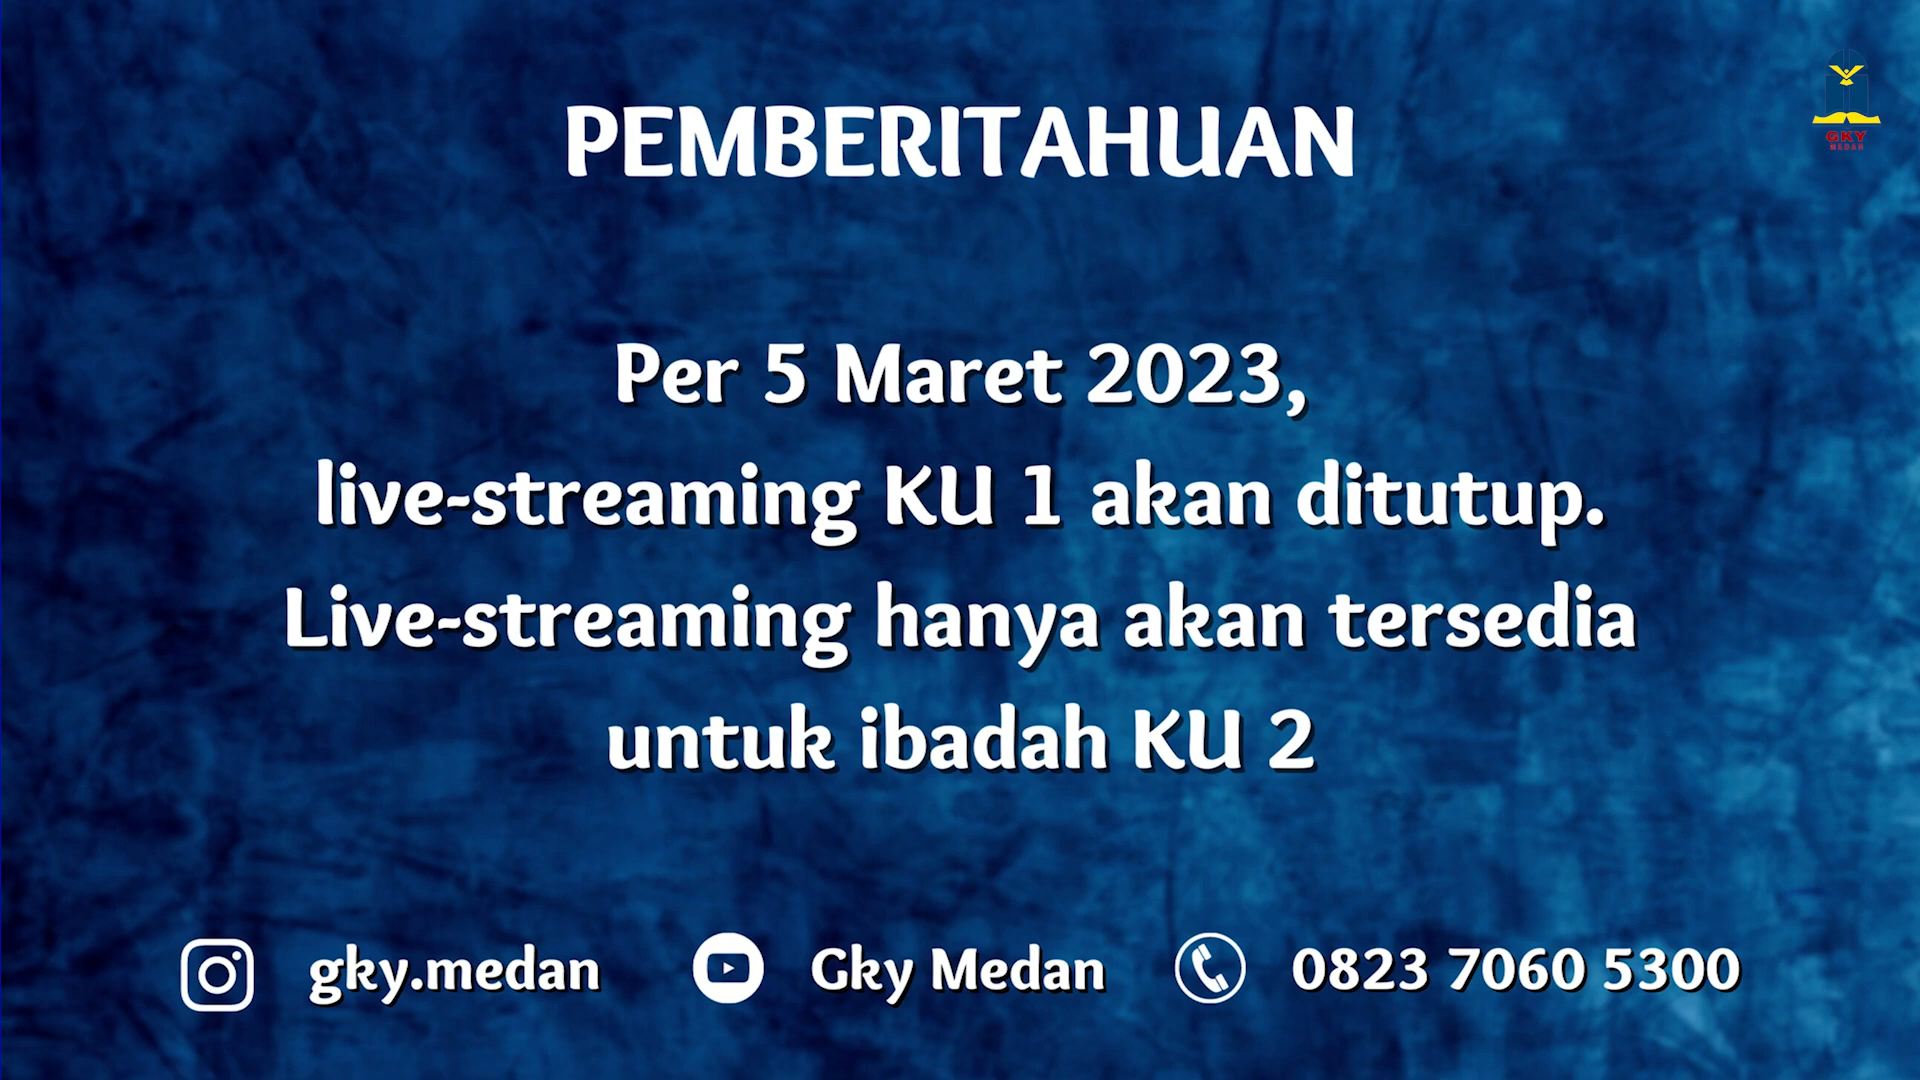 GKY
MEDAN
PEMBERITAHUAN
Per 5 Maret 2023,
live-streaming KU 1 akan ditutup.
Live-streaming hanya akan tersedia
untuk ibadah KU 2
gky.medan
Gky Medan
0823 7060 5300